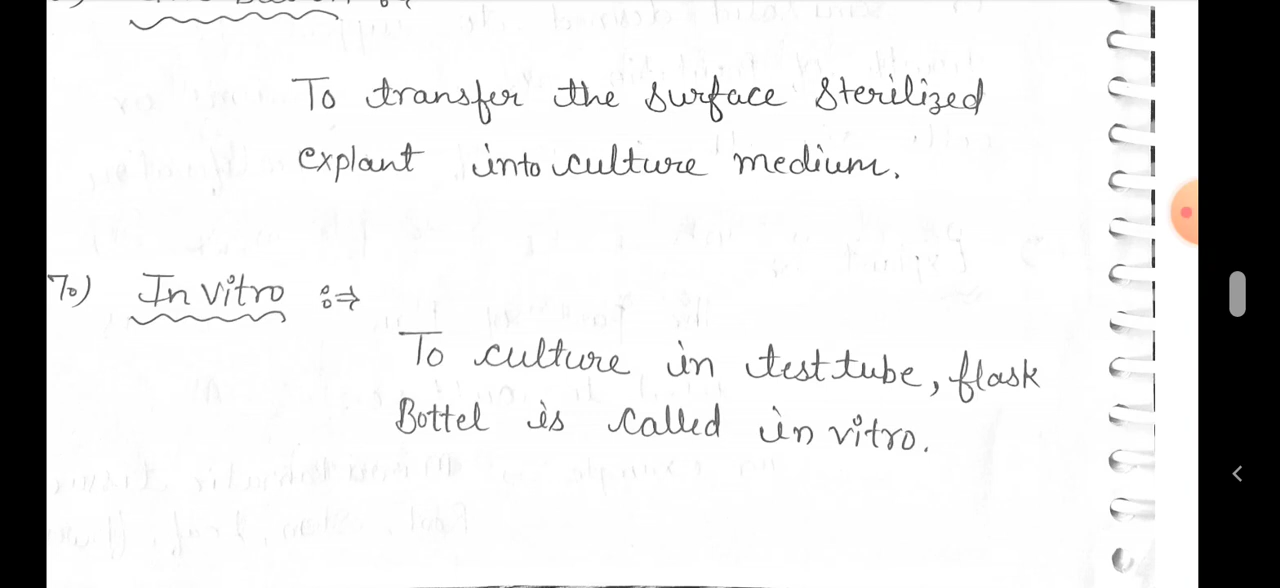 To transfer the surface sterilized
explant into culture medium.
7o) In vitro :⇒
To culture in test tube, flask
Bottel is called in vitro.